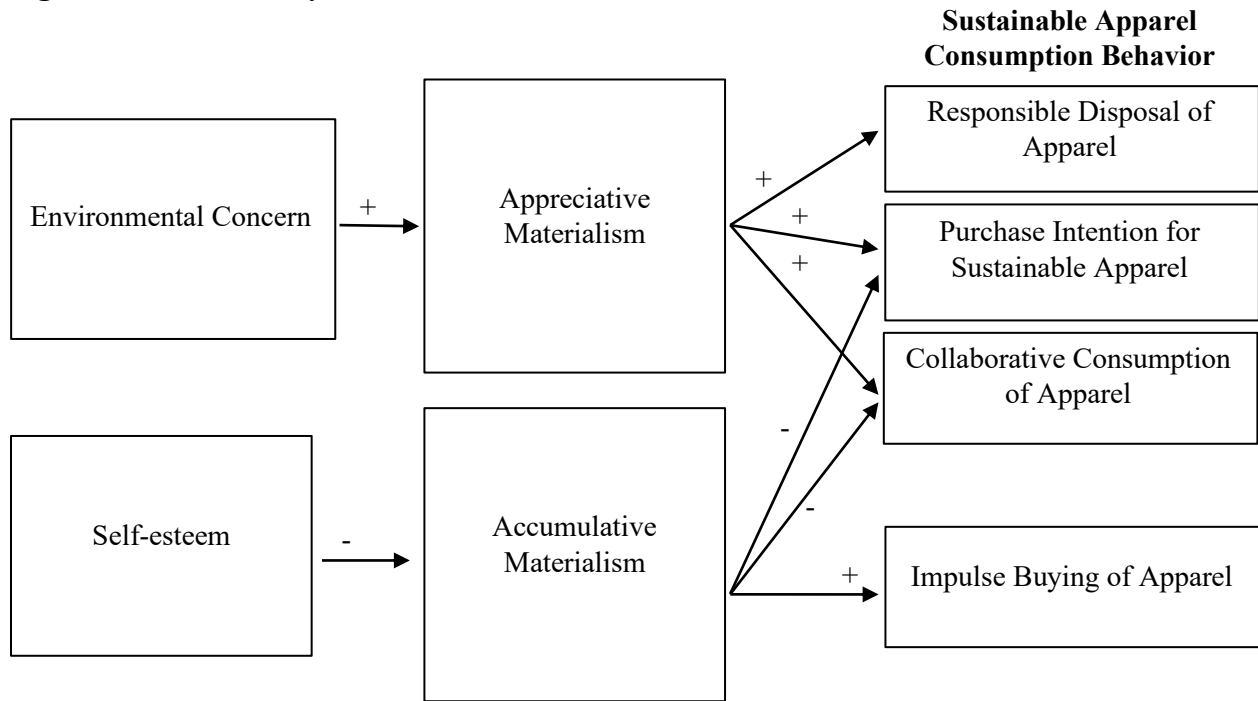 Sustainable Apparel
Consumption Behavior
Responsible Disposal of
Apparel
Environmental Concern
+
Appreciative
Materialism
+
+
+
Purchase Intention for
Sustainable Apparel
Collaborative Consumption
of Apparel
Self-esteem
-
Accumulative
Materialism
-
-
+
Impulse Buying of Apparel